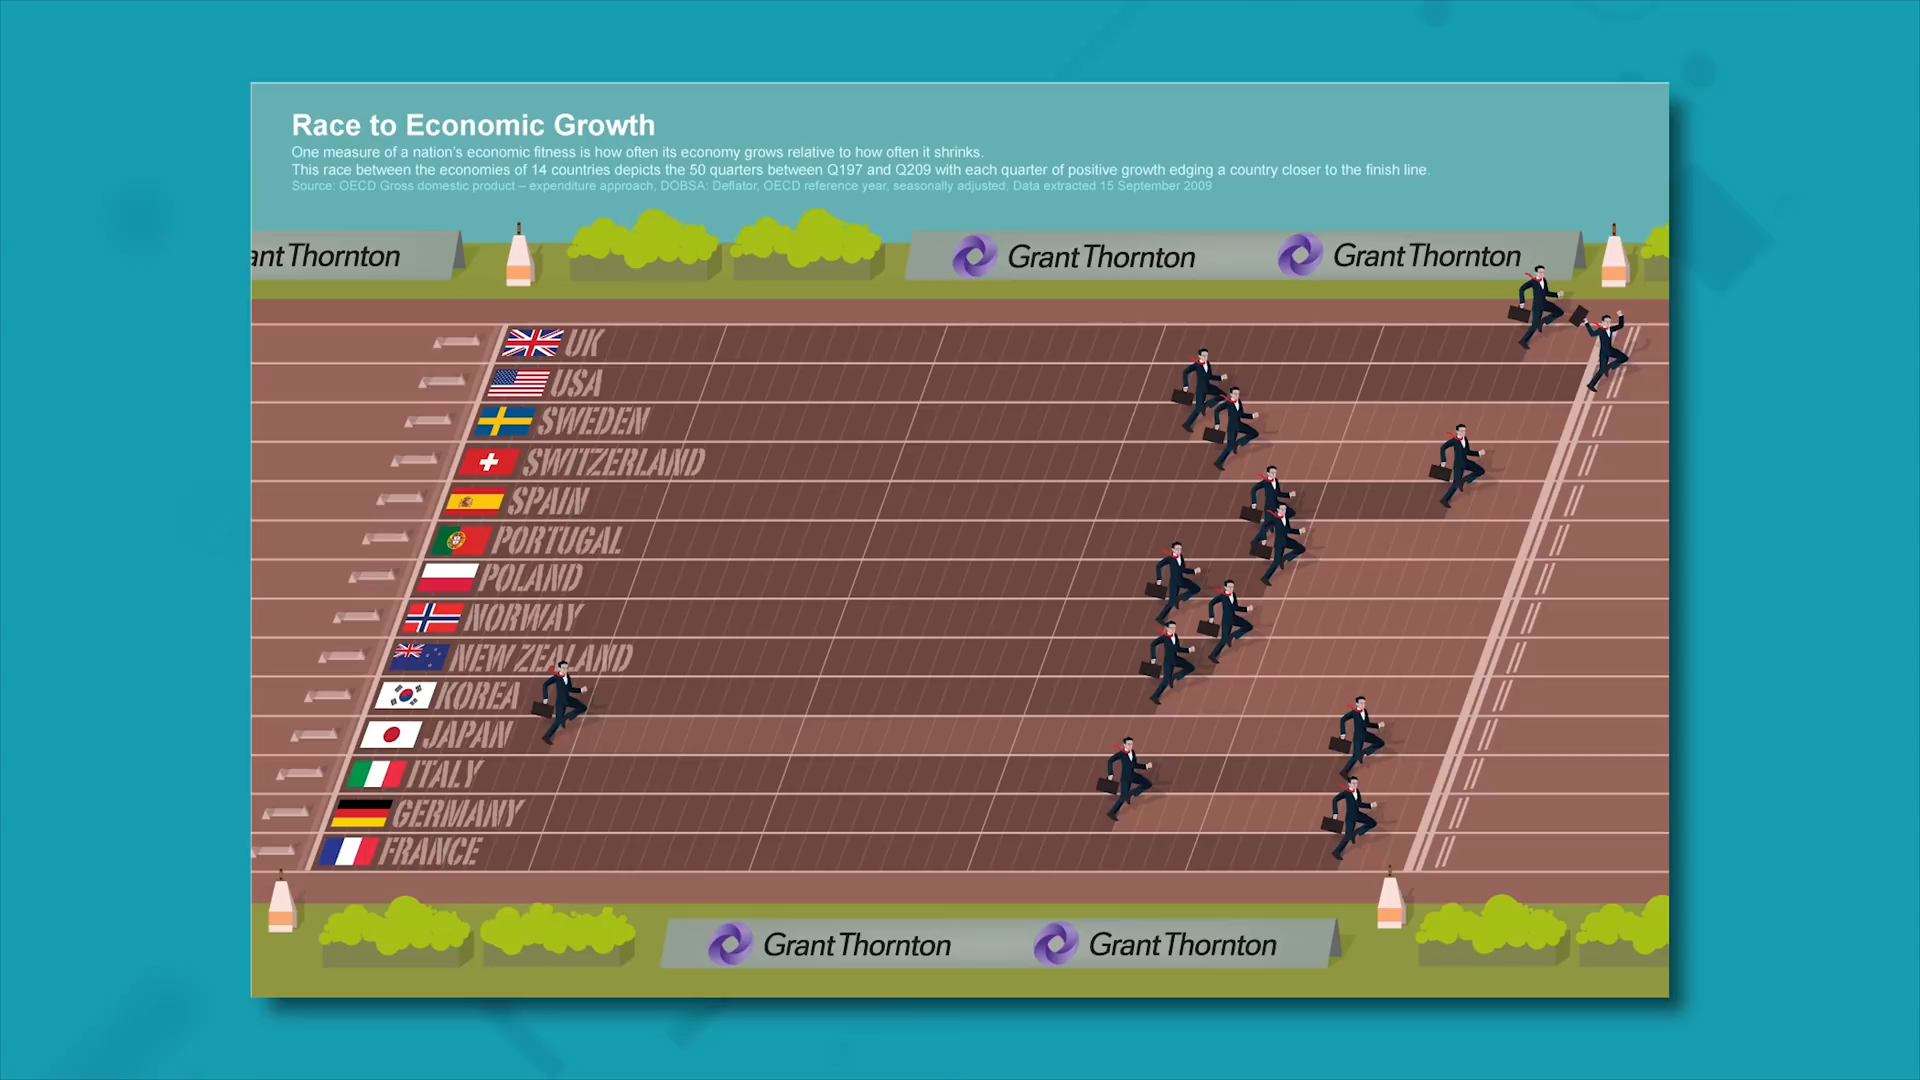 Race to Economic Growth
One measure of a nation's economic fitness is how often its economy grows relative to how often it shrinks.
This race between the economies of 14 countries depicts the 50 quarters between Q197 and Q209 with each quarter of positive growth edging a country closer to the finish line.
Source: OECD Gross domestic product – expenditure approach, DOBSA: Deflator, OECD reference year, seasonally adjusted, Data extracted 15 September 2009
ant Thornton
Grant Thornton
Grant Thornton
UK
USA
SWEDEN
SWITZERLAND
SPAIN
PORTUGAL
POLAND
NORWAY
NEW ZEALAND
KOREA
JAPAN
ITALY
GERMANY
FRANCE
Grant Thornton
Grant Thornton